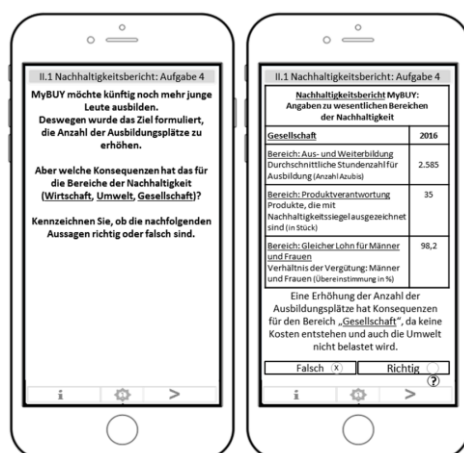 II.1 Nachhaltigkeitsbericht: Aufgabe 4
MyBUY möchte künftig noch mehr junge
Leute ausbilden.
Deswegen wurde das Ziel formuliert,
die Anzahl der Ausbildungsplätze zu
erhöhen.
Aber welche Konsequenzen hat das für
die Bereiche der Nachhaltigkeit
(Wirtschaft, Umwelt, Gesellschaft)?
Kennzeichnen Sie, ob die nachfolgenden
Aussagen richtig oder falsch sind.
i >
II.1 Nachhaltigkeitsbericht: Aufgabe 4
Nachhaltigkeitsbericht MyBUY:
Angaben zu wesentlichen Bereichen
der Nachhaltigkeit
Gesellschaft 2016
Bereich: Aus- und Weiterbildung
Durchschnittliche Stundenzahl für 2.585
Ausbildung (Anzahl Azubis)
Bereich: Produktverantwortung 35
Produkte, die mit
Nachhaltigkeitssiegel ausgezeichnet
sind (in Stück)
Bereich: Gleicher Lohn für Männer 98,2
und Frauen
Verhältnis der Vergütung: Männer
und Frauen (Übereinstimmung in %)
Eine Erhöhung der Anzahl der
Ausbildungsplätze hat Konsequenzen
für den Bereich „Gesellschaft", da keine
Kosten entstehen und auch die Umwelt
nicht belastet wird.
Falsch x Richtig
?
i >